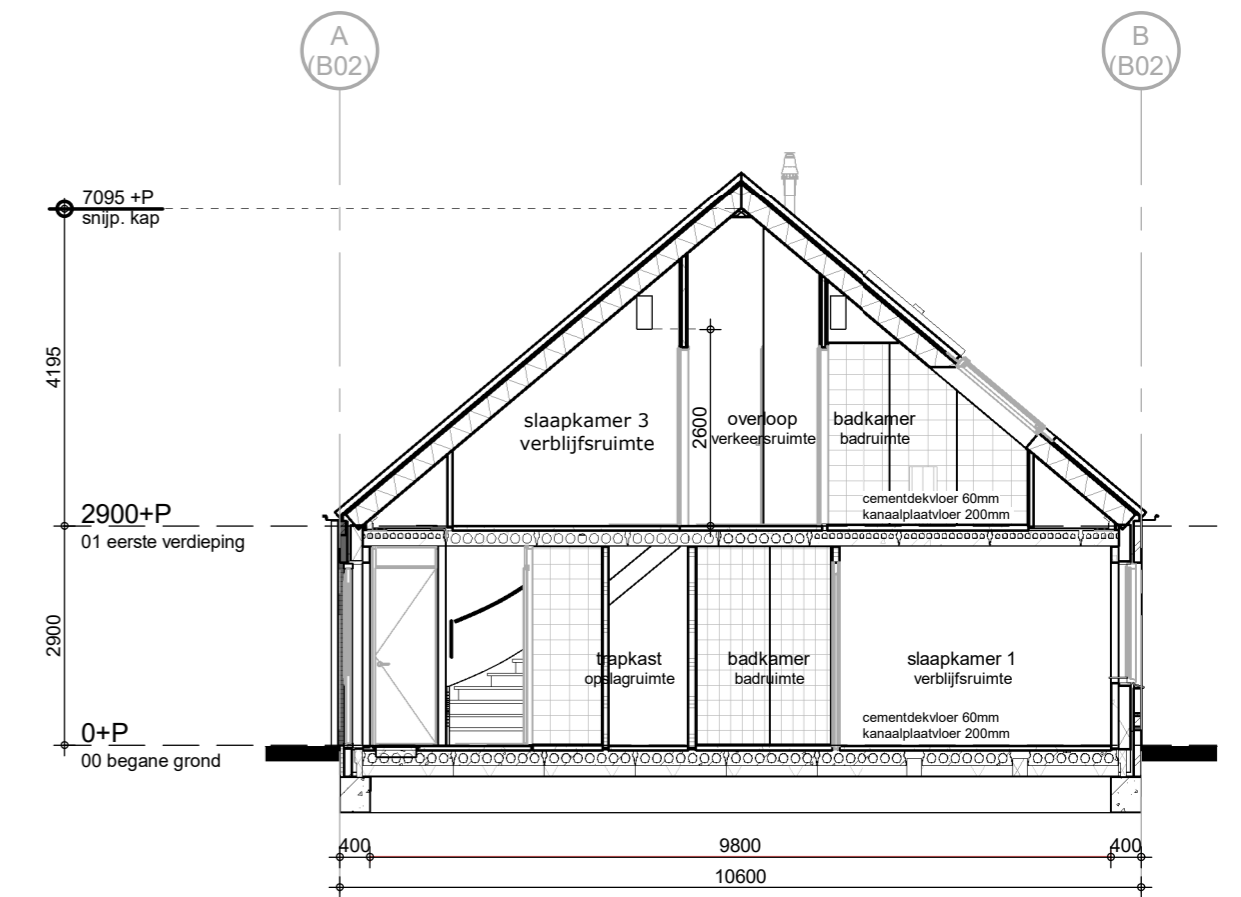 A
(B02)
B
(B02)
7095 +P
snijp. kap
4195
slaapkamer 3
verblijfsruimte
2600
overloop
verkeersruimte
badkamer
badruimte
cementdekvloer 60mm
kanaalplaatvloer 200mm
2900+P
01 eerste verdieping
2900
trapkast
opslagruimte
badkamer
badruimte
slaapkamer 1
verblijfsruimte
cementdekvloer 60mm
kanaalplaatvloer 200mm
0+P
00 begane grond
400
9800
400
10600